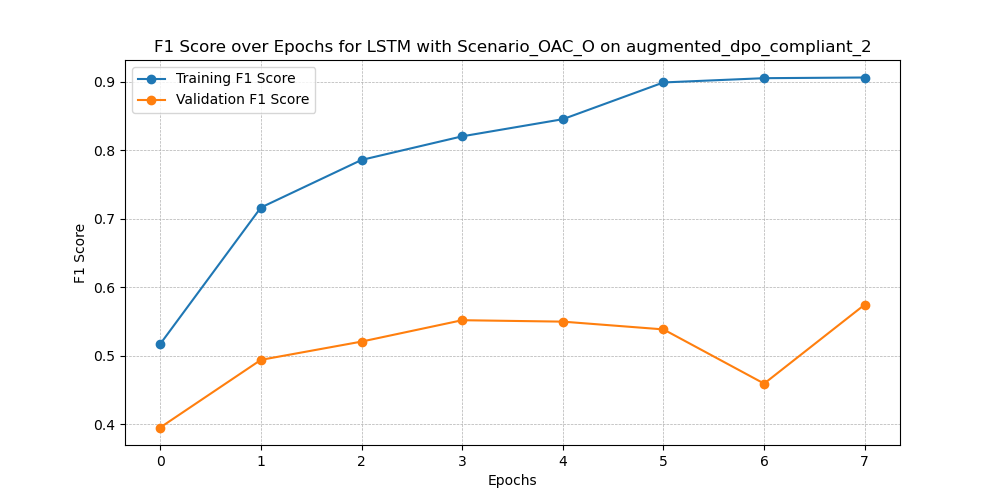 F1 Score over Epochs for LSTM with Scenario_OAC_O on augmented_dpo_compliant_2
Training F1 Score
Validation F1 Score
F1 Score
0.9
0.8
0.7
0.6
0.5
0.4
0 1 2 3 4 5 6 7
Epochs